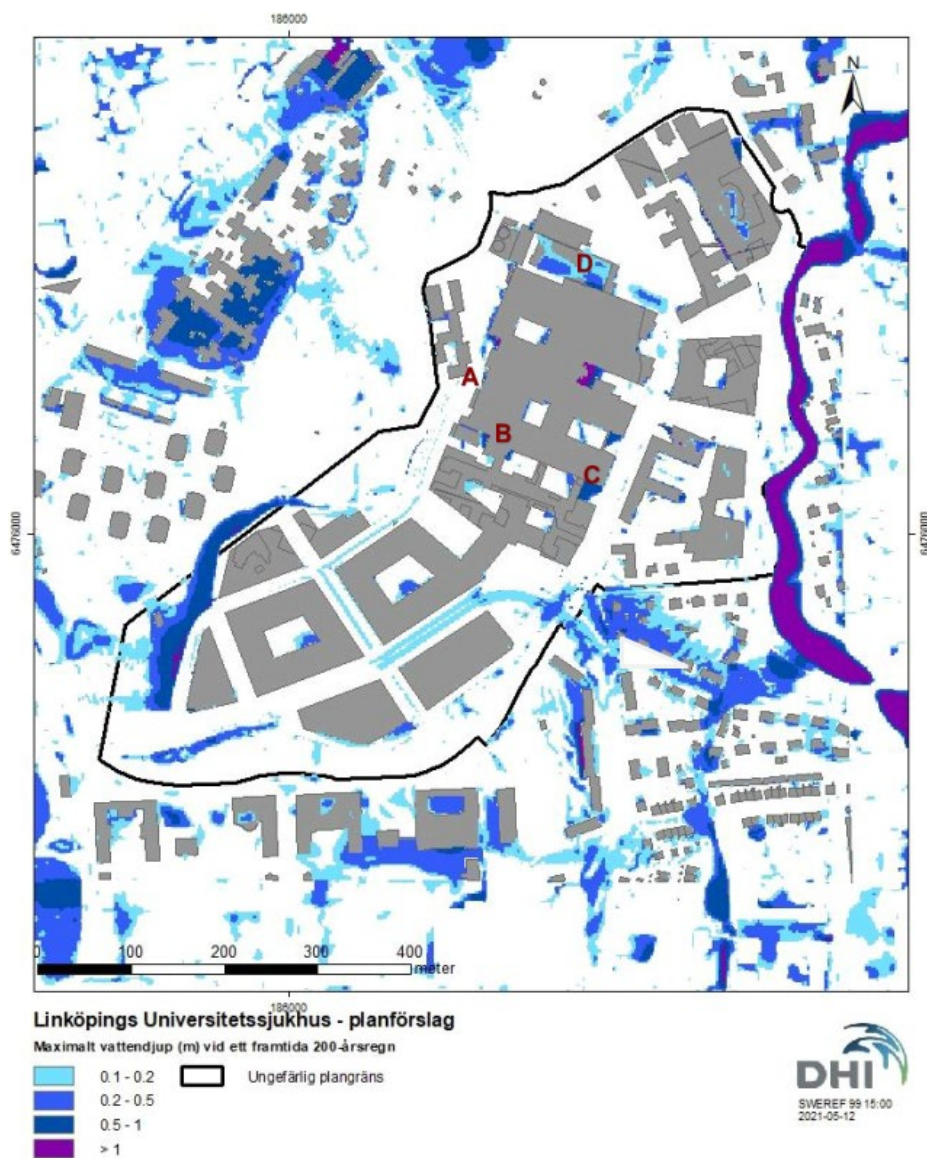 186000
N
D
A
B
C
6476000
6476000
0 100 200 300 400
meter
186000
Linköpings Universitetssjukhus - planförslag
Maximalt vattendjup (m) vid ett framtida 200-årsregn
0.1 - 0.2 Ungefärlig plangräns
0.2 - 0.5
0.5 - 1
> 1
DHI
SWEREF 99 15:00
2021-05-12